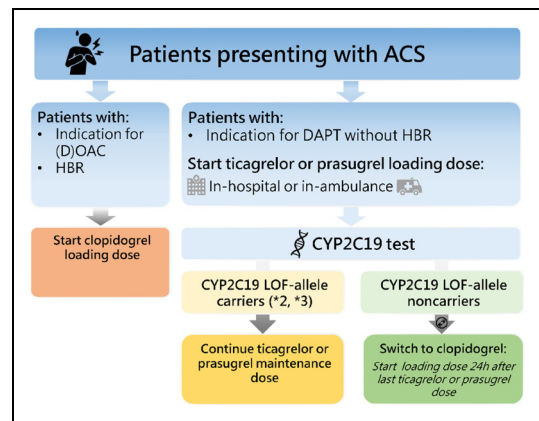 Patients presenting with ACS
Patients with:
• Indication for
(D)OAC
• HBR
Patients with:
• Indication for DAPT without HBR
Start ticagrelor or prasugrel loading dose:
In-hospital or in-ambulance
Start clopidogrel
loading dose
CYP2C19 test
CYP2C19 LOF-allele
carriers (*2, *3)
CYP2C19 LOF-allele
noncarriers
Continue ticagrelor or
prasugrel maintenance
dose
Switch to clopidogrel:
Start loading dose 24h after
last ticagrelor or prasugrel
dose